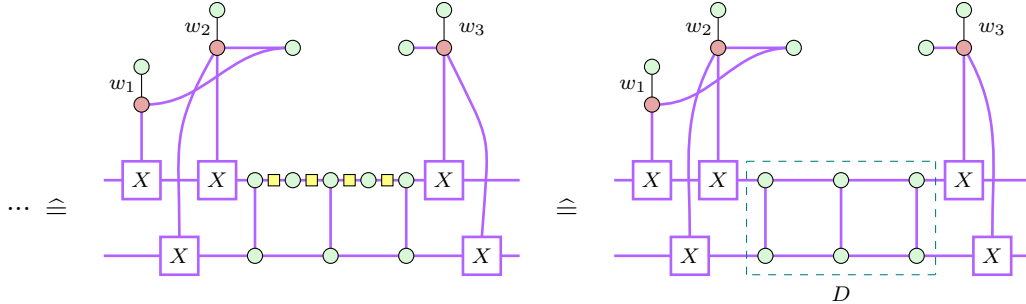 w₂ w₃ w₂ w₃
w₁ w₁
X X X X X X
... ≙ ≙
X X X X
D